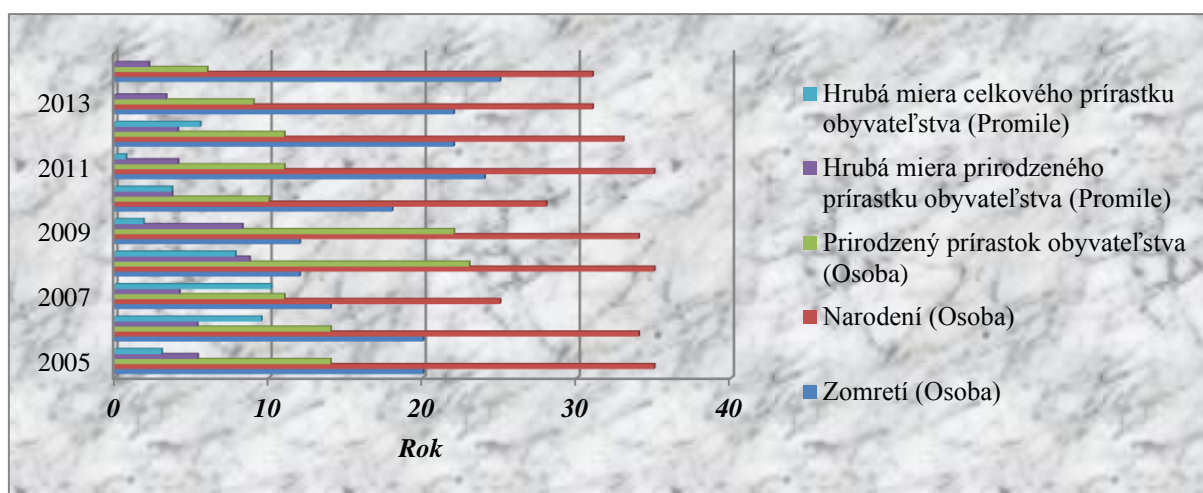 2013
2011
2009
2007
2005
0 10 20 30 40
Rok
Hrubá miera celkového prírastku
obyvateľstva (Promile)
Hrubá miera prirodzeného
prírastku obyvateľstva (Promile)
Prirodzený prírastok obyvateľstva
(Osoba)
Narodení (Osoba)
Zomretí (Osoba)